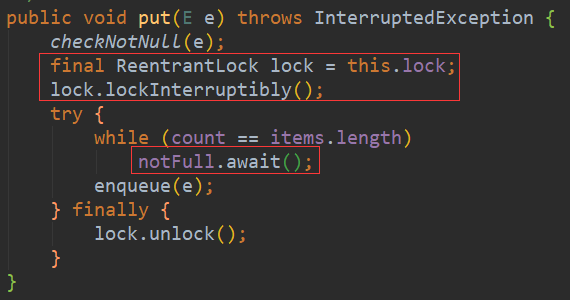 public void put(E e) throws InterruptedException {
    checkNotNull(e);
    final ReentrantLock lock = this.lock;
    lock.lockInterruptibly();
    try {
        while (count == items.length)
            notFull.await();
        enqueue(e);
    } finally {
        lock.unlock();
    }
}